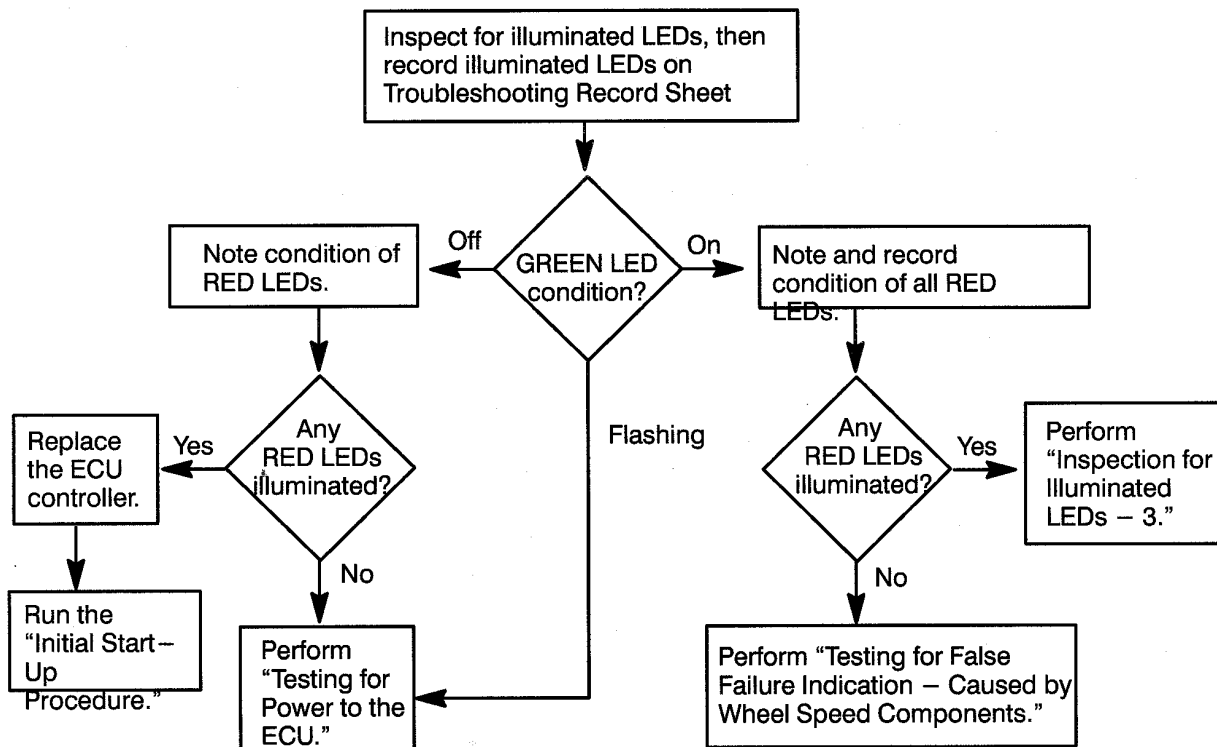 Inspect for illuminated LEDs, then
record illuminated LEDs on
Troubleshooting Record Sheet
GREEN LED
condition?
Off
On
Flashing
Note condition of
RED LEDs.
Any
RED LEDs
illuminated?
Yes
No
Replace
the ECU
controller.
Run the
“Initial Start–
Up
Procedure.”
Perform
“Testing for
Power to the
ECU.”
Note and record
condition of all RED
LEDs.
Any
RED LEDs
illuminated?
Yes
No
Perform
“Inspection for
Illuminated
LEDs – 3.”
Perform “Testing for False
Failure Indication – Caused by
Wheel Speed Components.”